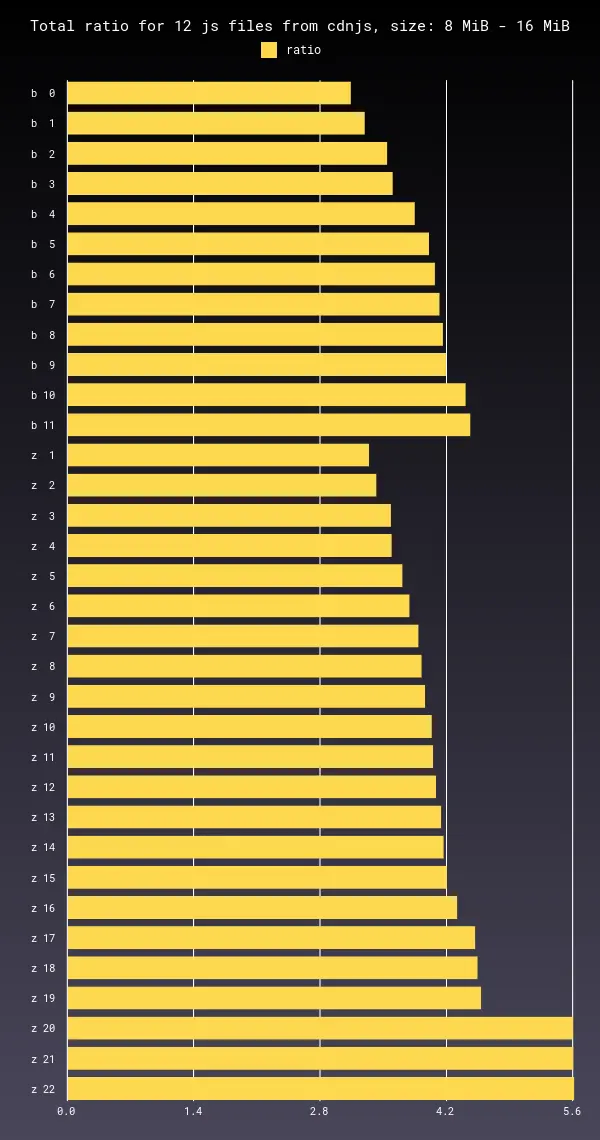 Total ratio for 12 js files from cdnjs, size: 8 MiB - 16 MiB
ratio
b  0
b  1
b  2
b  3
b  4
b  5
b  6
b  7
b  8
b  9
b 10
b 11
z  1
z  2
z  3
z  4
z  5
z  6
z  7
z  8
z  9
z 10
z 11
z 12
z 13
z 14
z 15
z 16
z 17
z 18
z 19
z 20
z 21
z 22
0.0 1.4 2.8 4.2 5.6